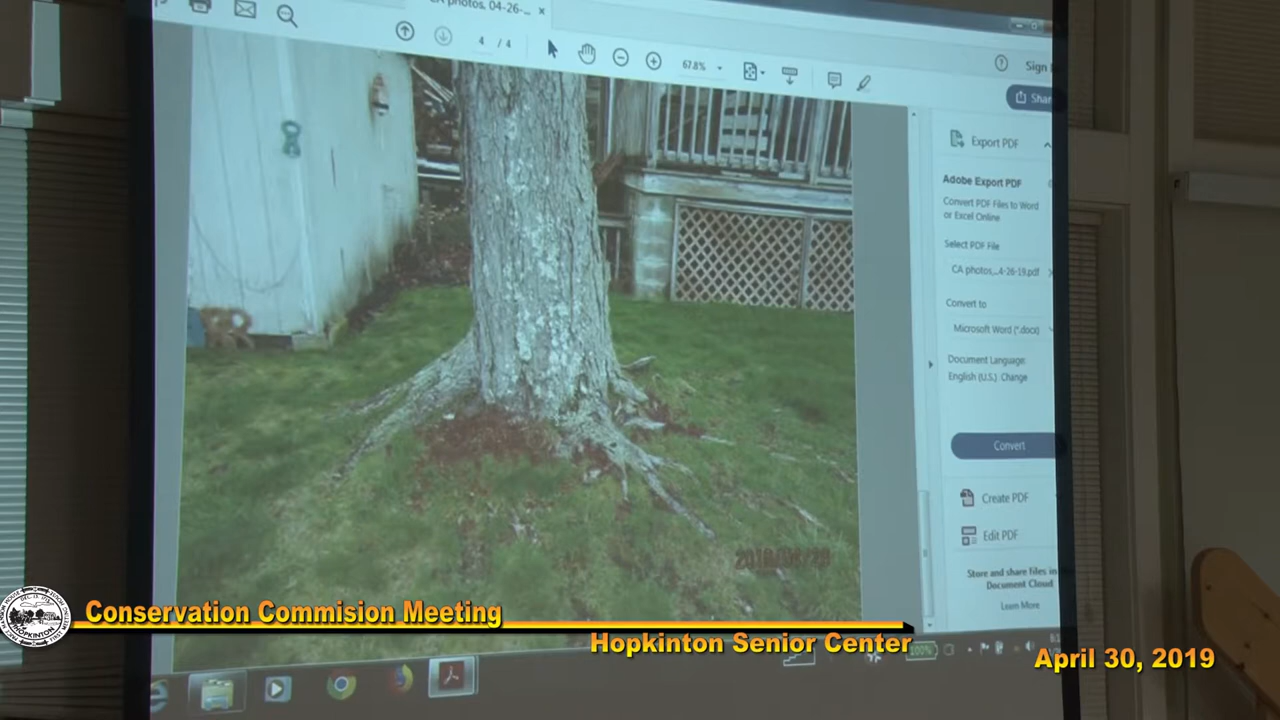 CA photos, 04-26-...
4 / 4
67.8%
Sign
Shar
Export PDF
Adobe Export PDF
Convert PDF Files to Word
or Excel Online
Select PDF File
CA photos,...4-26-19.pdf
Convert to
Microsoft Word (*.docx)
Document Language:
English (U.S.) Change
Convert
Create PDF
Edit PDF
Store and share files in
Document Cloud
Learn More
HOPKINTON
Conservation Commision Meeting
Hopkinton Senior Center
100%
April 30, 2019